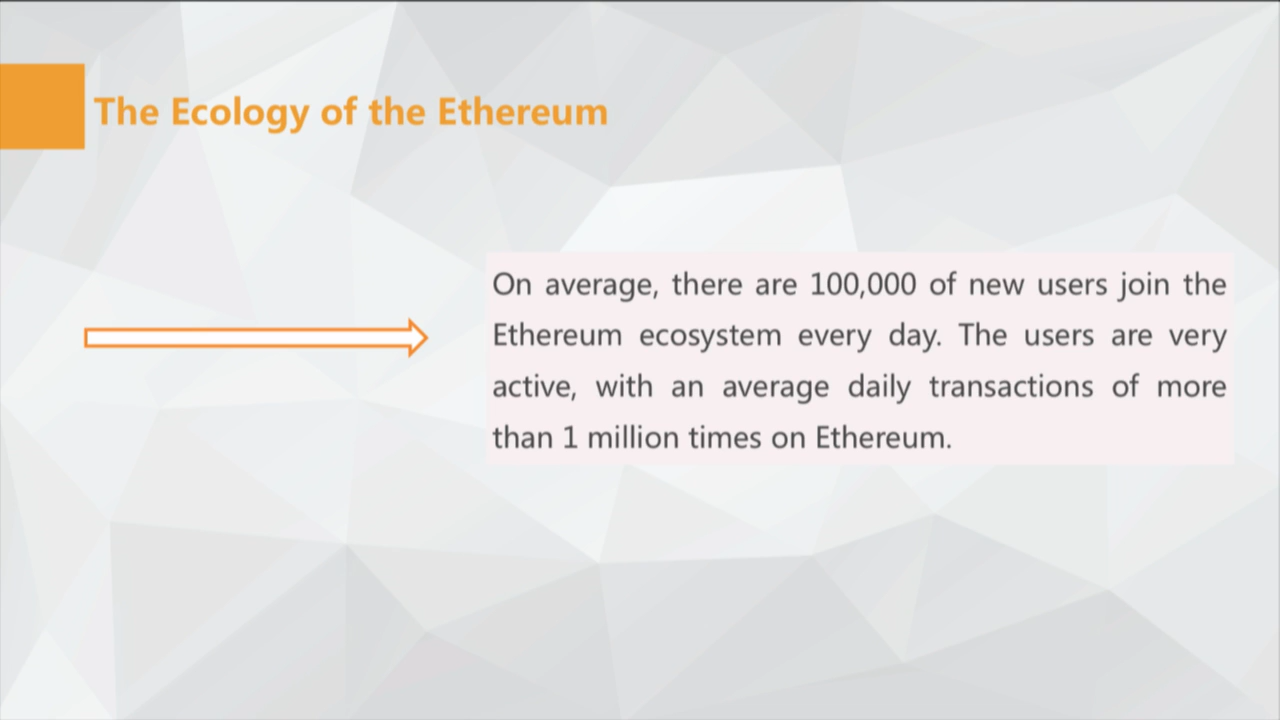 The Ecology of the Ethereum
On average, there are 100,000 of new users join the
Ethereum ecosystem every day. The users are very
active, with an average daily transactions of more
than 1 million times on Ethereum.